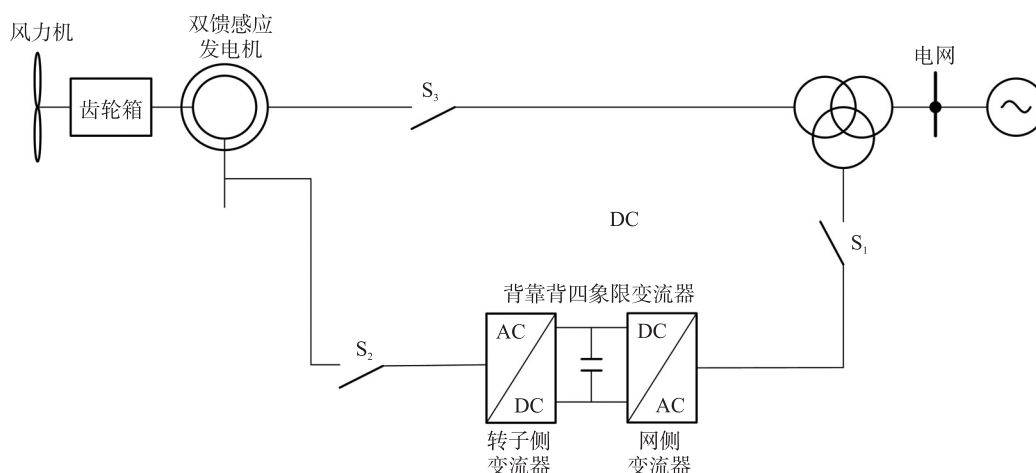 风力机
双馈感应
发电机
齿轮箱
S₃
电网
DC
S₁
背靠背四象限变流器
S₂
AC
DC
DC
AC
转子侧
变流器
网侧
变流器